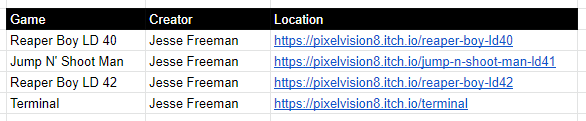 Game Creator Location
Reaper Boy LD 40 Jesse Freeman https://pixelvision8.itch.io/reaper-boy-ld40
Jump N' Shoot Man Jesse Freeman https://pixelvision8.itch.io/jump-n-shoot-man-ld41
Reaper Boy LD 42 Jesse Freeman https://pixelvision8.itch.io/reaper-boy-ld42
Terminal Jesse Freeman https://pixelvision8.itch.io/terminal